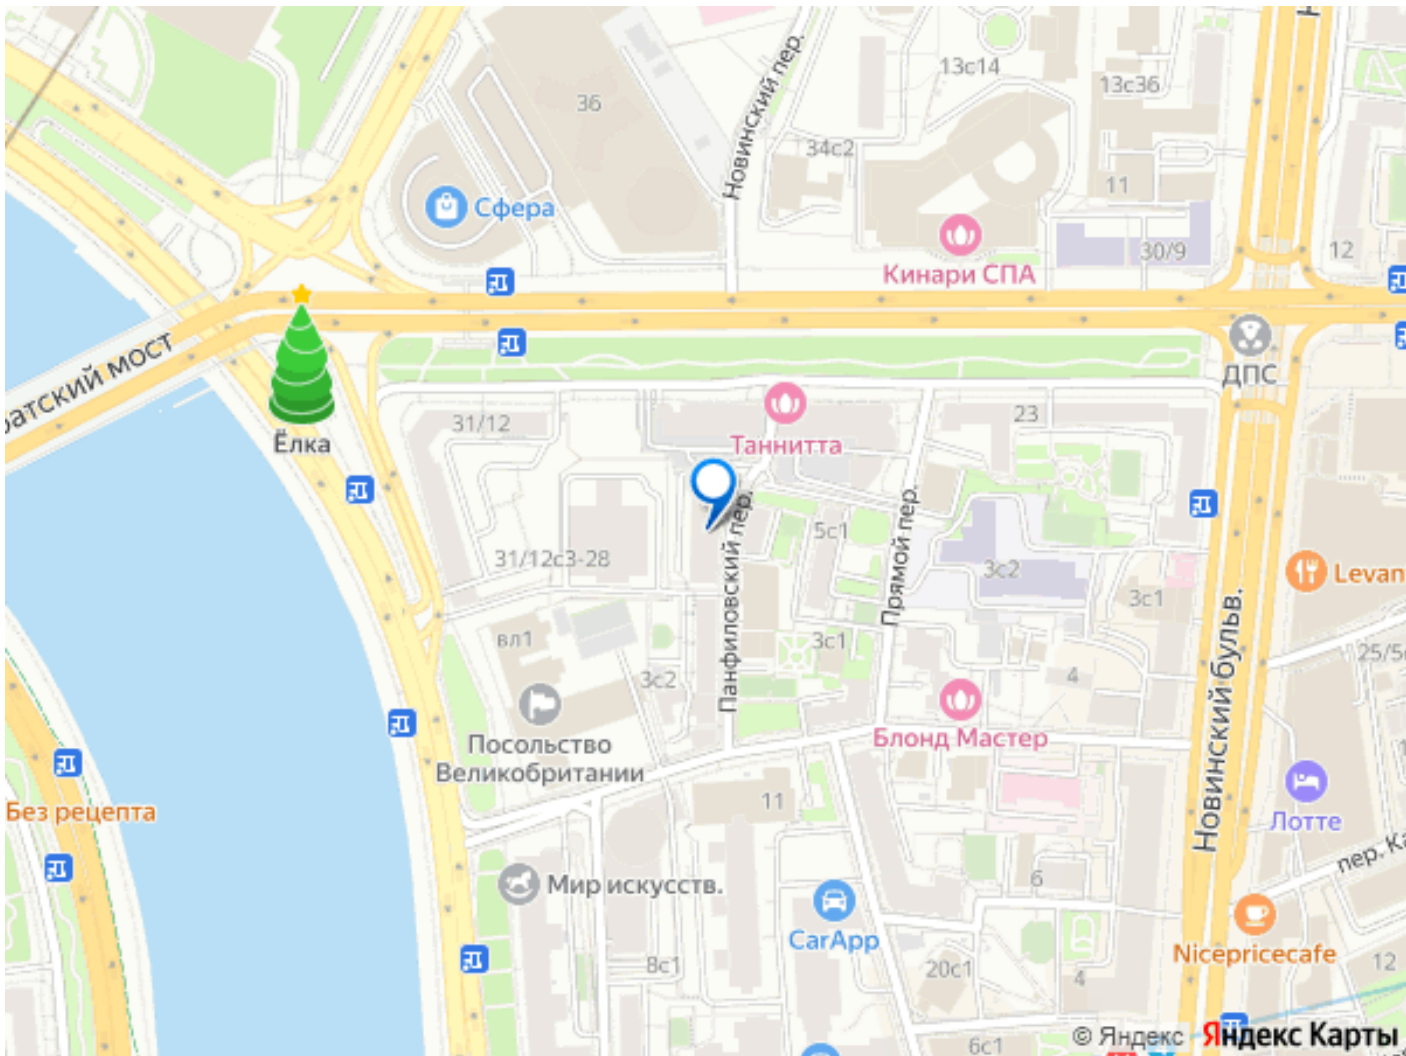 13с14
13с36
36
Новинский пер.
34с2
11
Сфера
30/9
12
Кинари СПА
ДПС
атский мост
Ёлка
31/12
Таннитта
23
Панфиловский пер.
5с1
Прямой пер.
3с2
3с1
Levan
31/12с3-28
вл1
3с2
3с1
4
Новинский бульв.
25/5
Посольство
Великобритании
Блонд Мастер
11
Без рецепта
Лотте
пер. Ка
Мир искусств.
6
CarApp
Nicepricecafe
8с1
20с1
4
12
6с1
© Яндекс Яндекс Карты